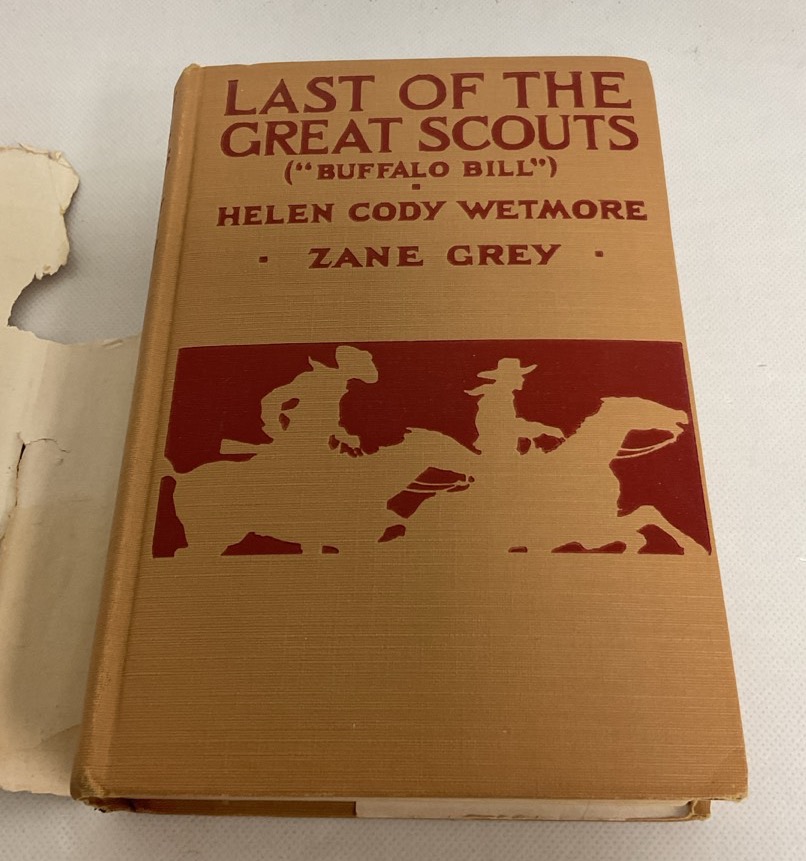 LAST OF THE
GREAT SCOUTS
("BUFFALO BILL")
HELEN CODY WETMORE
· ZANE GREY ·